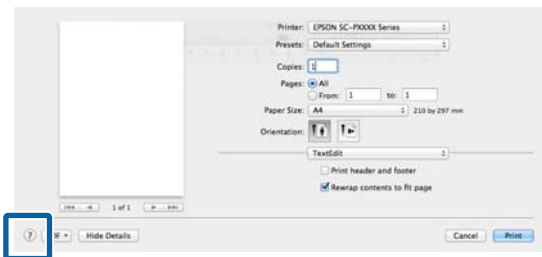 Printer: EPSON SC-PXXXX Series
Presets: Default Settings
Copies: 1
Pages: All
From: 1 to: 1
Paper Size: A4 210 by 297 mm
Orientation:
TextEdit
Print header and footer
Rewrap contents to fit page
1 of 1
? DF Hide Details Cancel Print